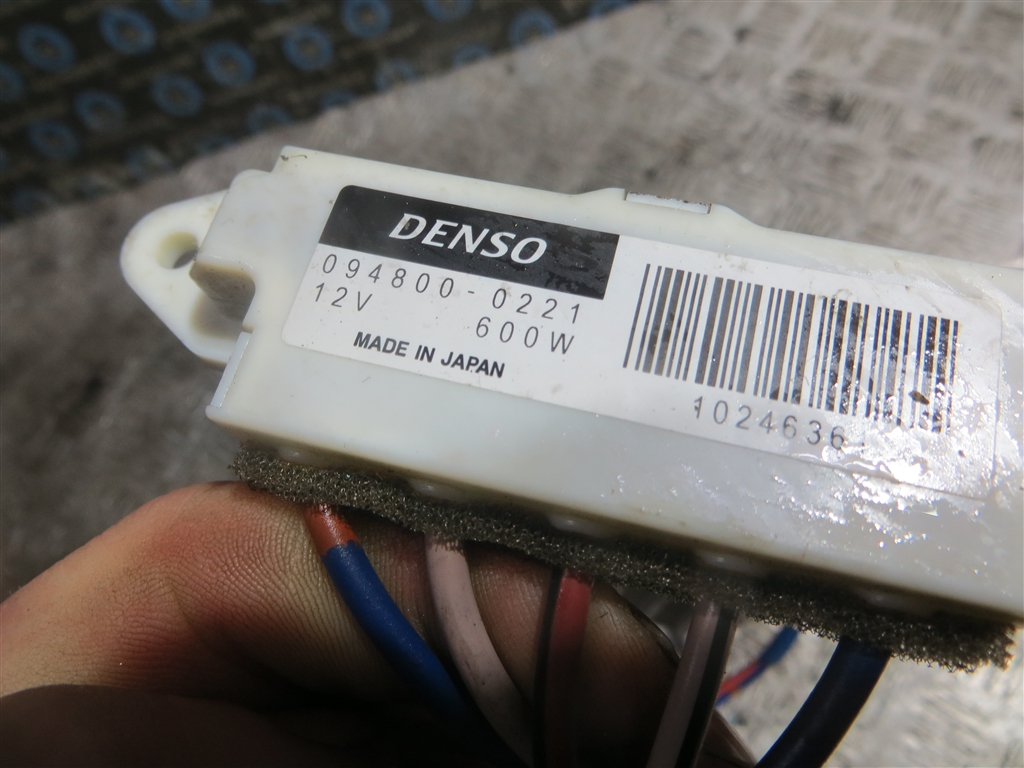 DENSO
094800-0221
12V 600W
MADE IN JAPAN
1024636